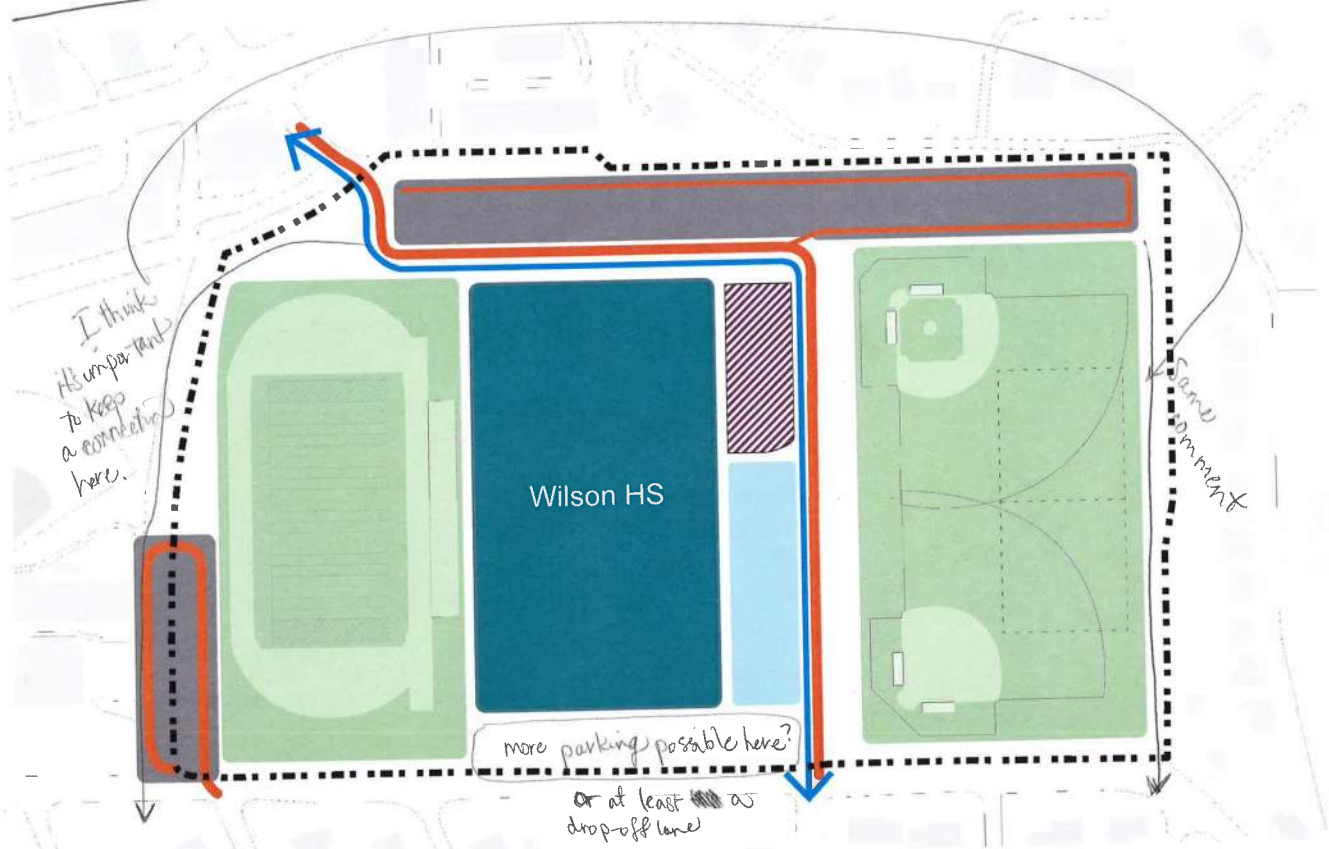 I think
it's important
to keep
a connection
here.
Same
comment
Wilson HS
more parking possible here?
or at least a
drop-off lane